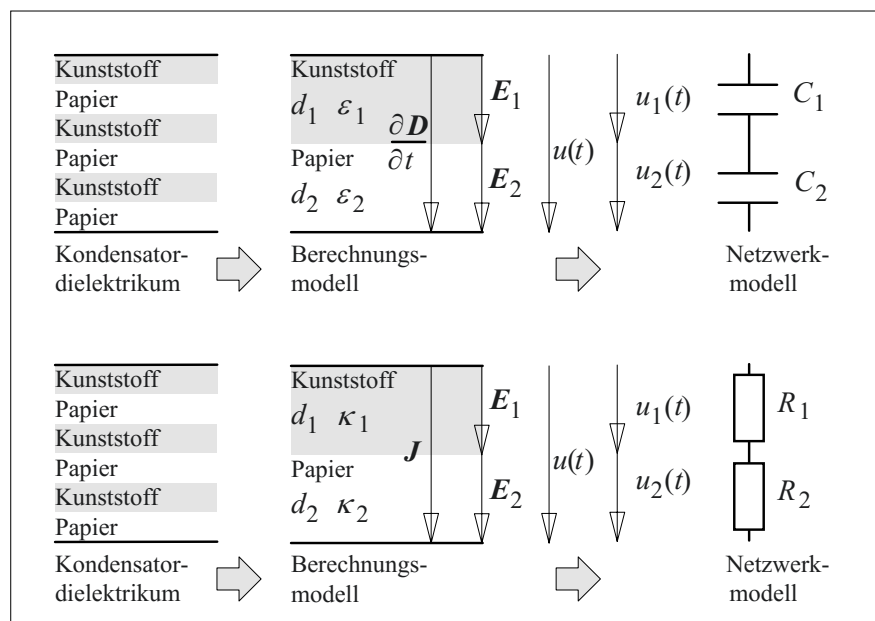 Kunststoff
Papier
Kunststoff
Papier
Kunststoff
Papier
Kondensator-
dielektrikum
Kunststoff
d₁ ε₁
∂D
∂t
Papier
d₂ ε₂
Berechnungs-
modell
E₁
E₂
u(t)
u₁(t)
u₂(t)
C₁
C₂
Netzwerk-
modell
Kunststoff
Papier
Kunststoff
Papier
Kunststoff
Papier
Kondensator-
dielektrikum
Kunststoff
d₁ κ₁
J
Papier
d₂ κ₂
Berechnungs-
modell
E₁
E₂
u(t)
u₁(t)
u₂(t)
R₁
R₂
Netzwerk-
modell